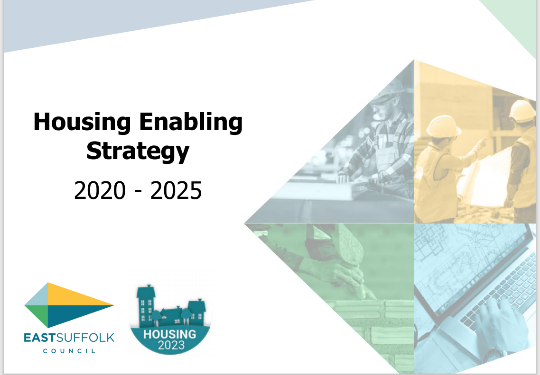 Housing Enabling
Strategy
2020 - 2025
EASTSUFFOLK
COUNCIL
HOUSING
2023